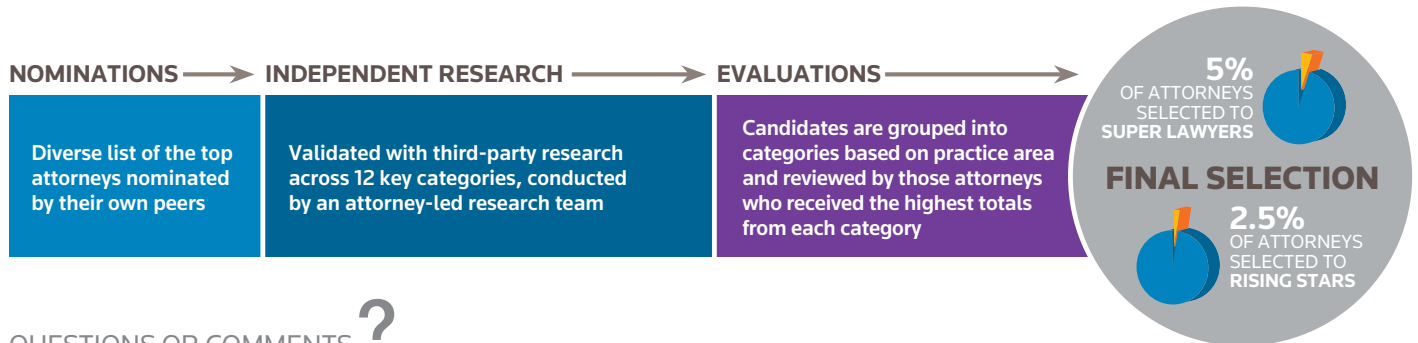 NOMINATIONS
Diverse list of the top
attorneys nominated
by their own peers
INDEPENDENT RESEARCH
Validated with third-party research
across 12 key categories, conducted
by an attorney-led research team
EVALUATIONS
Candidates are grouped into
categories based on practice area
and reviewed by those attorneys
who received the highest totals
from each category
5%
OF ATTORNEYS
SELECTED TO
SUPER LAWYERS
FINAL SELECTION
2.5%
OF ATTORNEYS
SELECTED TO
RISING STARS
QUESTIONS OR COMMENTS ?